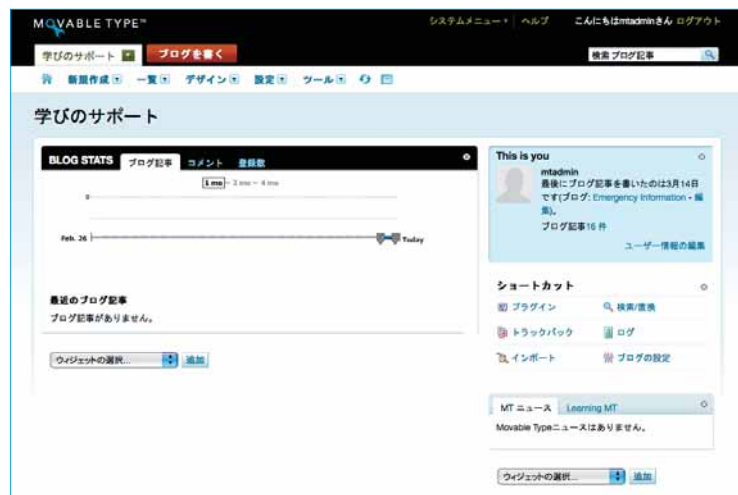 MOVABLE TYPE™
システムメニュー ヘルプ こんにちはmtadminさん ログアウト
学びのサポート ブログを書く
検索 ブログ記事
新規作成 一覧 デザイン 設定 ツール
学びのサポート
BLOG STATS ブログ記事 コメント 登録数
1 mo – 2 mo – 4 mo
0
Feb. 26 Today
最近のブログ記事
ブログ記事がありません。
ウィジェットの選択... 追加
This is you
mtadmin
最後にブログ記事を書いたのは3月14日
です(ブログ: Emergency Information - 編
集)。
ブログ記事16 件
ユーザー情報の編集
ショートカット
プラグイン 検索/置換
トラックバック ログ
インポート ブログの設定
MT ニュース Learning MT
Movable Typeニュースはありません。
ウィジェットの選択... 追加